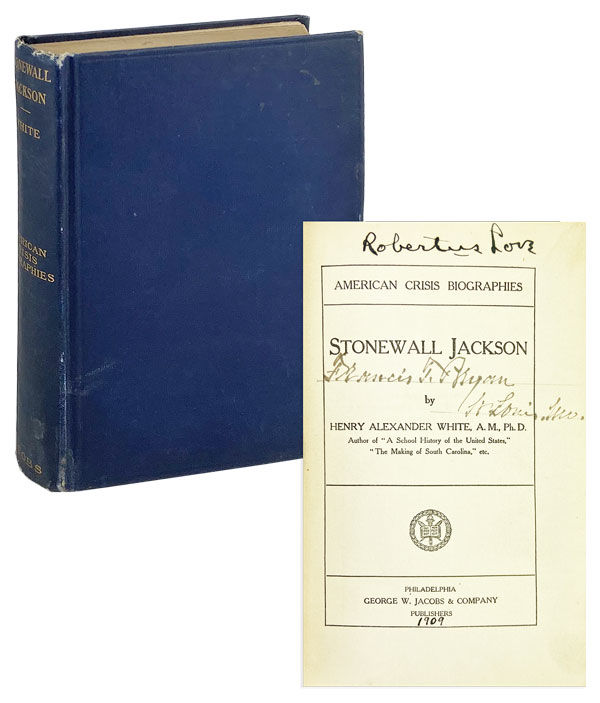 STONEWALL
JACKSON
WHITE
AMERICAN
CRISIS
BIOGRAPHIES
JACOBS
Robertus Love
AMERICAN CRISIS BIOGRAPHIES
STONEWALL JACKSON
Francis T. Bryan
St Louis. Mo.
by
HENRY ALEXANDER WHITE, A.M., Ph.D.
Author of "A School History of the United States,"
"The Making of South Carolina," etc.
PHILADELPHIA
GEORGE W. JACOBS & COMPANY
PUBLISHERS
1909